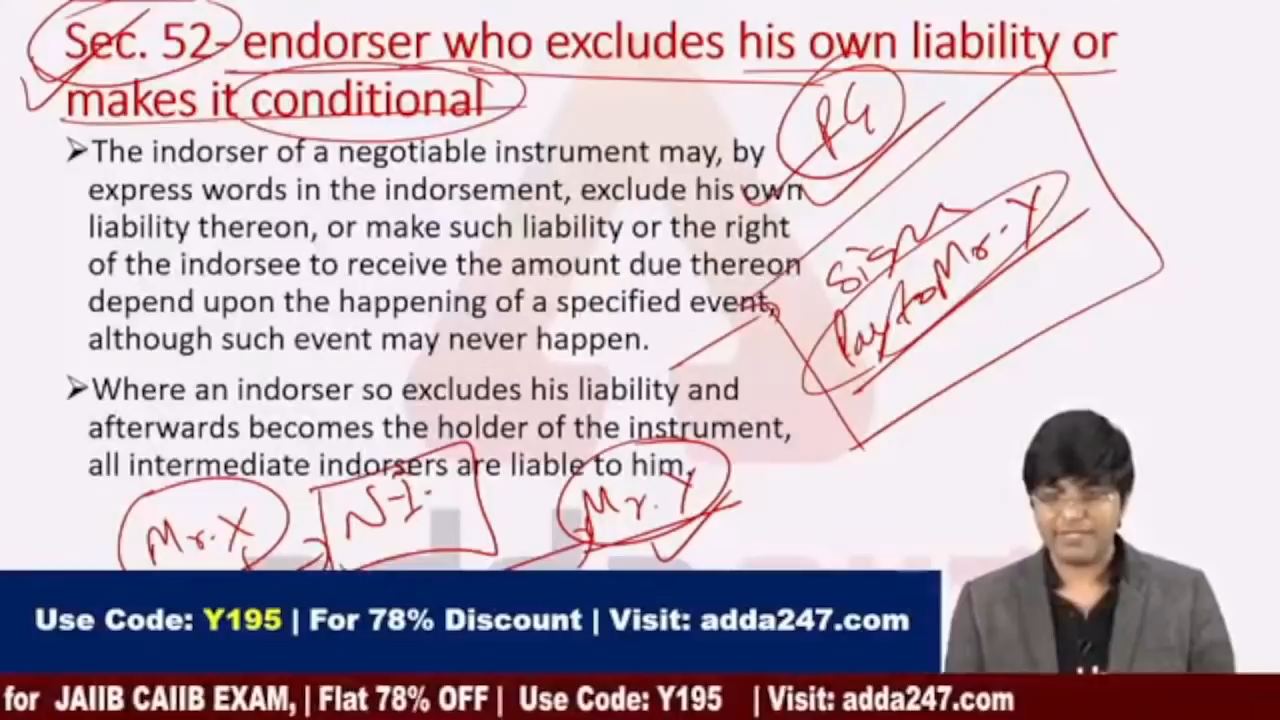 Sec. 52- endorser who excludes his own liability or
makes it conditional
➤The indorser of a negotiable instrument may, by
express words in the indorsement, exclude his own
liability thereon, or make such liability or the right
of the indorsee to receive the amount due thereon
depend upon the happening of a specified event,
although such event may never happen.
➤Where an indorser so excludes his liability and
afterwards becomes the holder of the instrument,
all intermediate indorsers are liable to him.
Sign
Pay to Mr. Y
Mr. X
N.I.
Mr. Y
Use Code: Y195 | For 78% Discount | Visit: adda247.com
for JAIIB CAIIB EXAM, | Flat 78% OFF | Use Code: Y195 | Visit: adda247.com